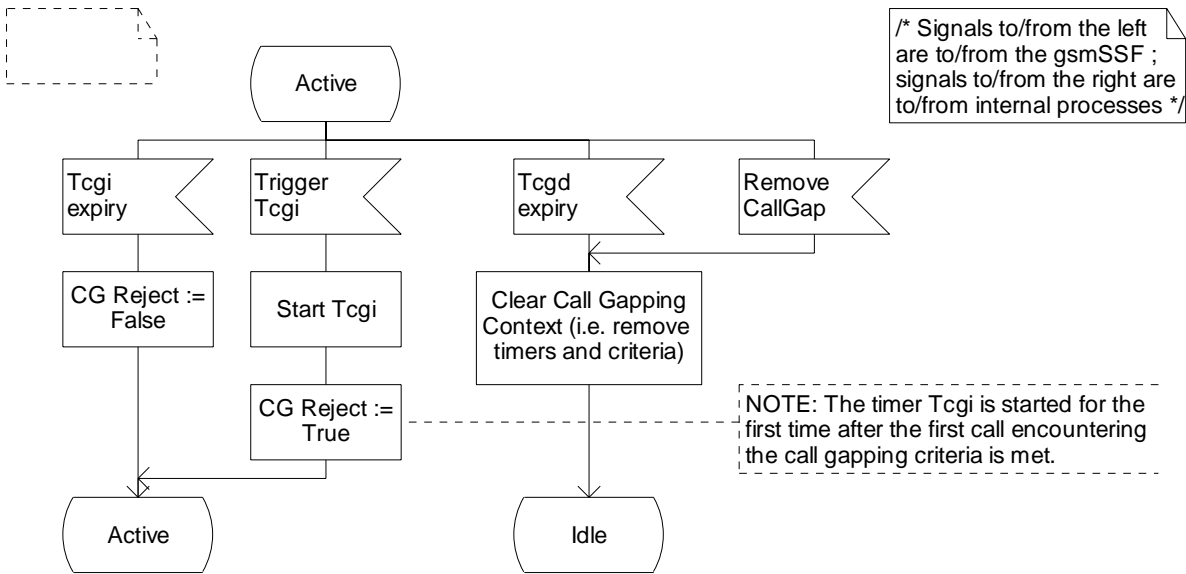 /* Signals to/from the left
are to/from the gsmSSF ;
signals to/from the right are
to/from internal processes */
Active
Tcgi
expiry
Trigger
Tcgi
Tcgd
expiry
Remove
CallGap
CG Reject :=
False
Start Tcgi
Clear Call Gapping
Context (i.e. remove
timers and criteria)
CG Reject :=
True
NOTE: The timer Tcgi is started for the
first time after the first call encountering
the call gapping criteria is met.
Active
Idle